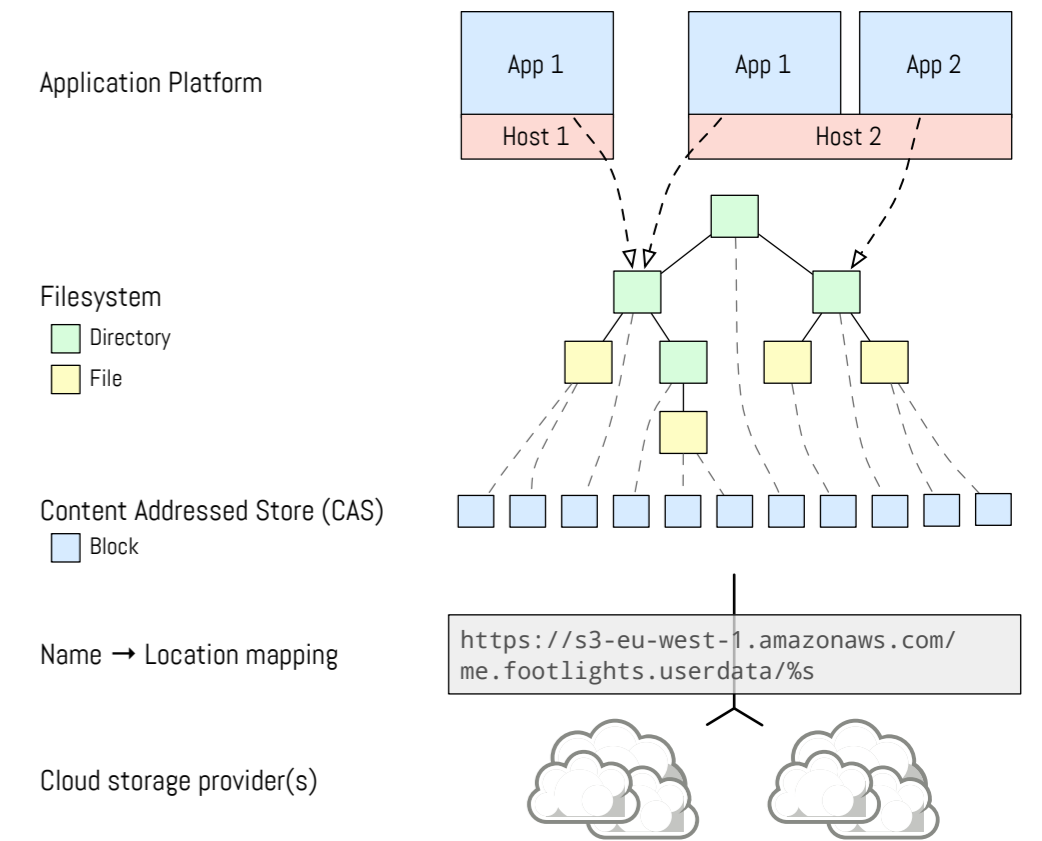 Application Platform
App 1
App 1
App 2
Host 1
Host 2
Filesystem
Directory
File
Content Addressed Store (CAS)
Block
Name → Location mapping
https://s3-eu-west-1.amazonaws.com/
me.footlights.userdata/%s
Cloud storage provider(s)